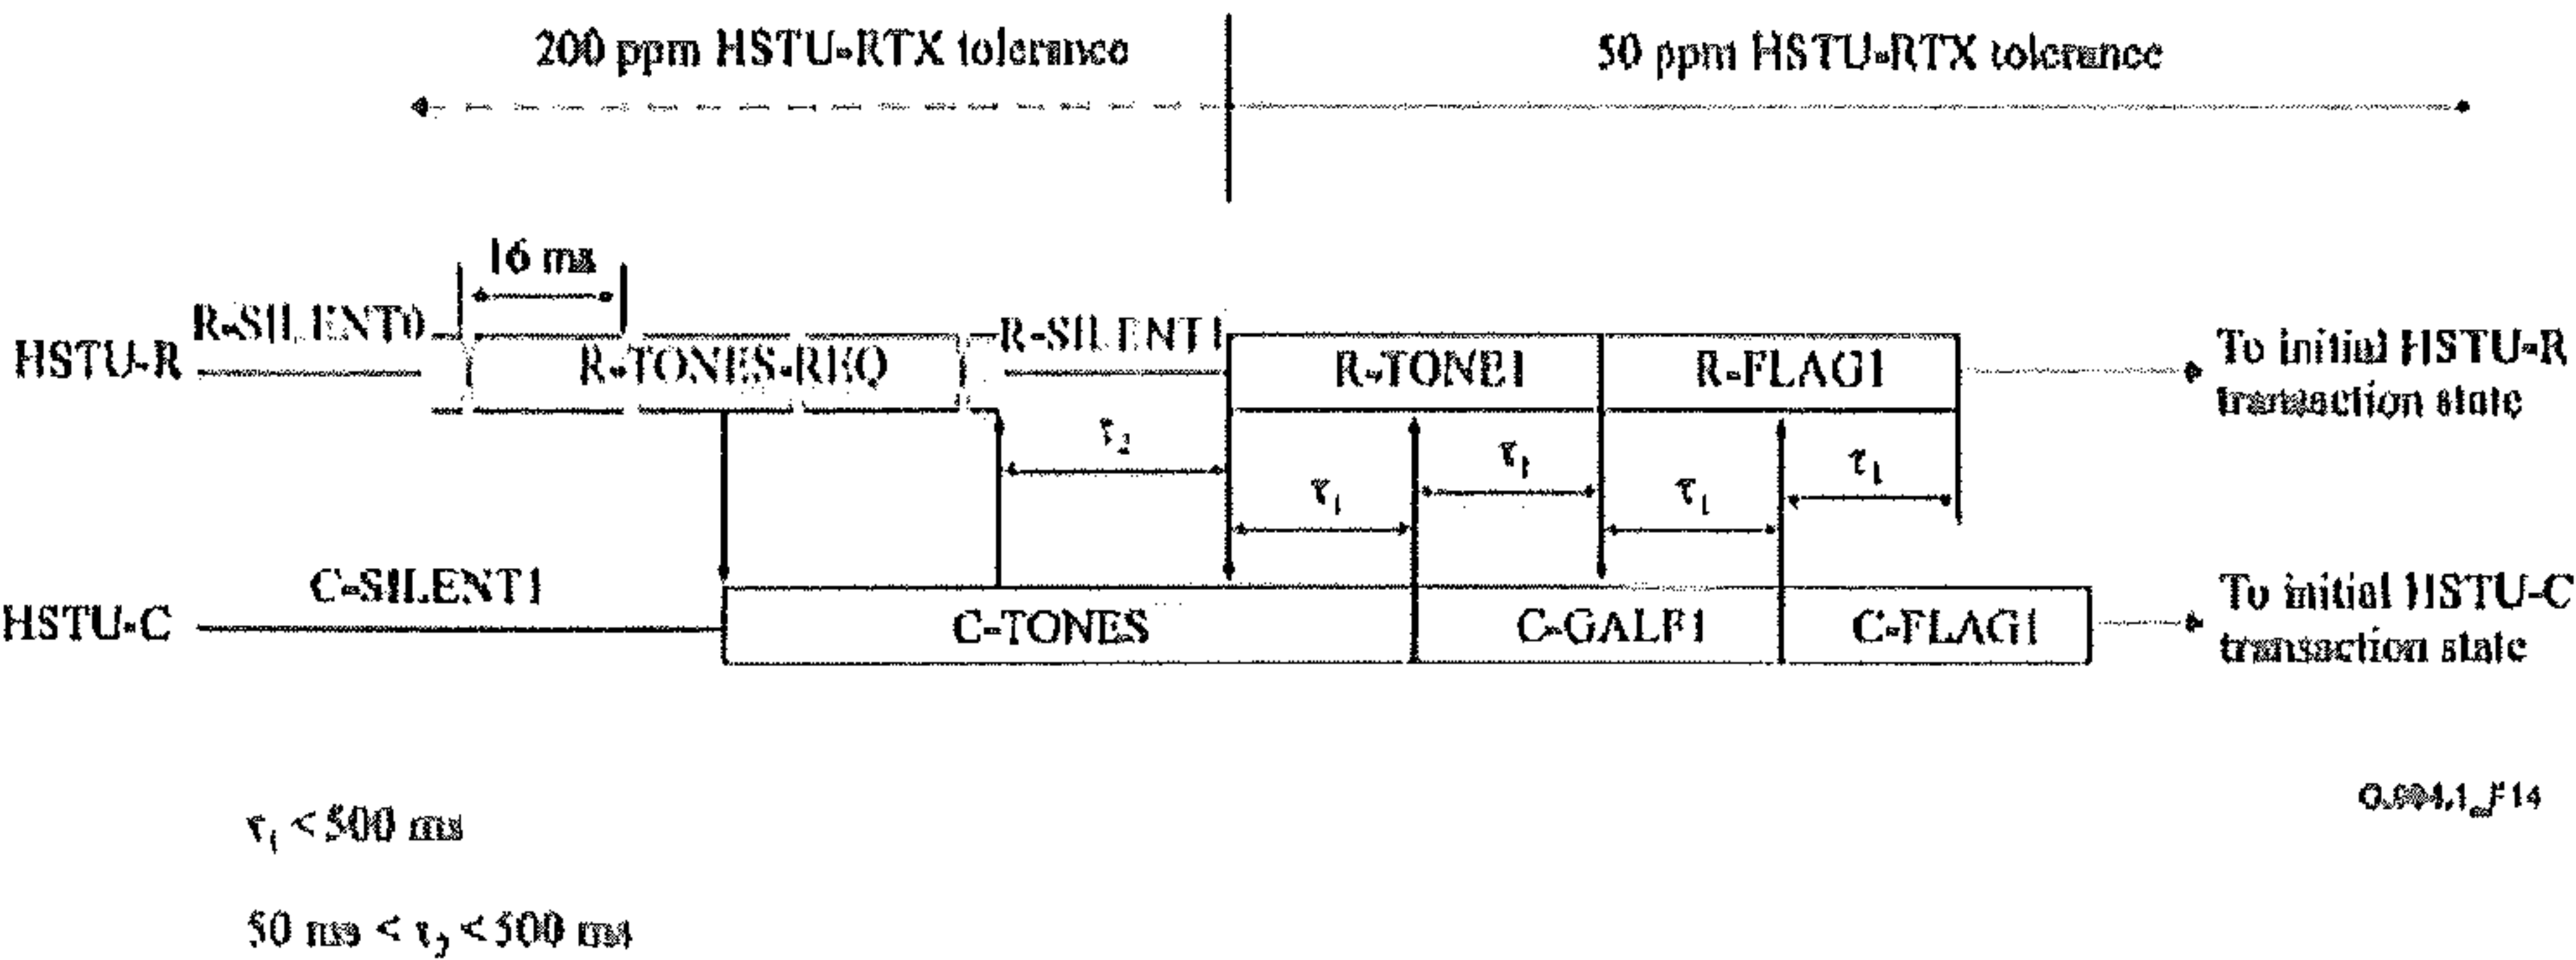 200 ppm HSTU-RTX tolerance
50 ppm HSTU-RTX tolerance
16 ms
R-SILENT0
R-SILENT1
HSTU-R
R-TONES-REQ
R-TONE1
R-FLAG1
To initial HSTU-R
transaction state
τ2
τ1
τ1
τ1
τ1
C-SILENT1
HSTU-C
C-TONES
C-GALF1
C-FLAG1
To initial HSTU-C
transaction state
τ1 < 500 ms
50 ms < τ2 < 500 ms